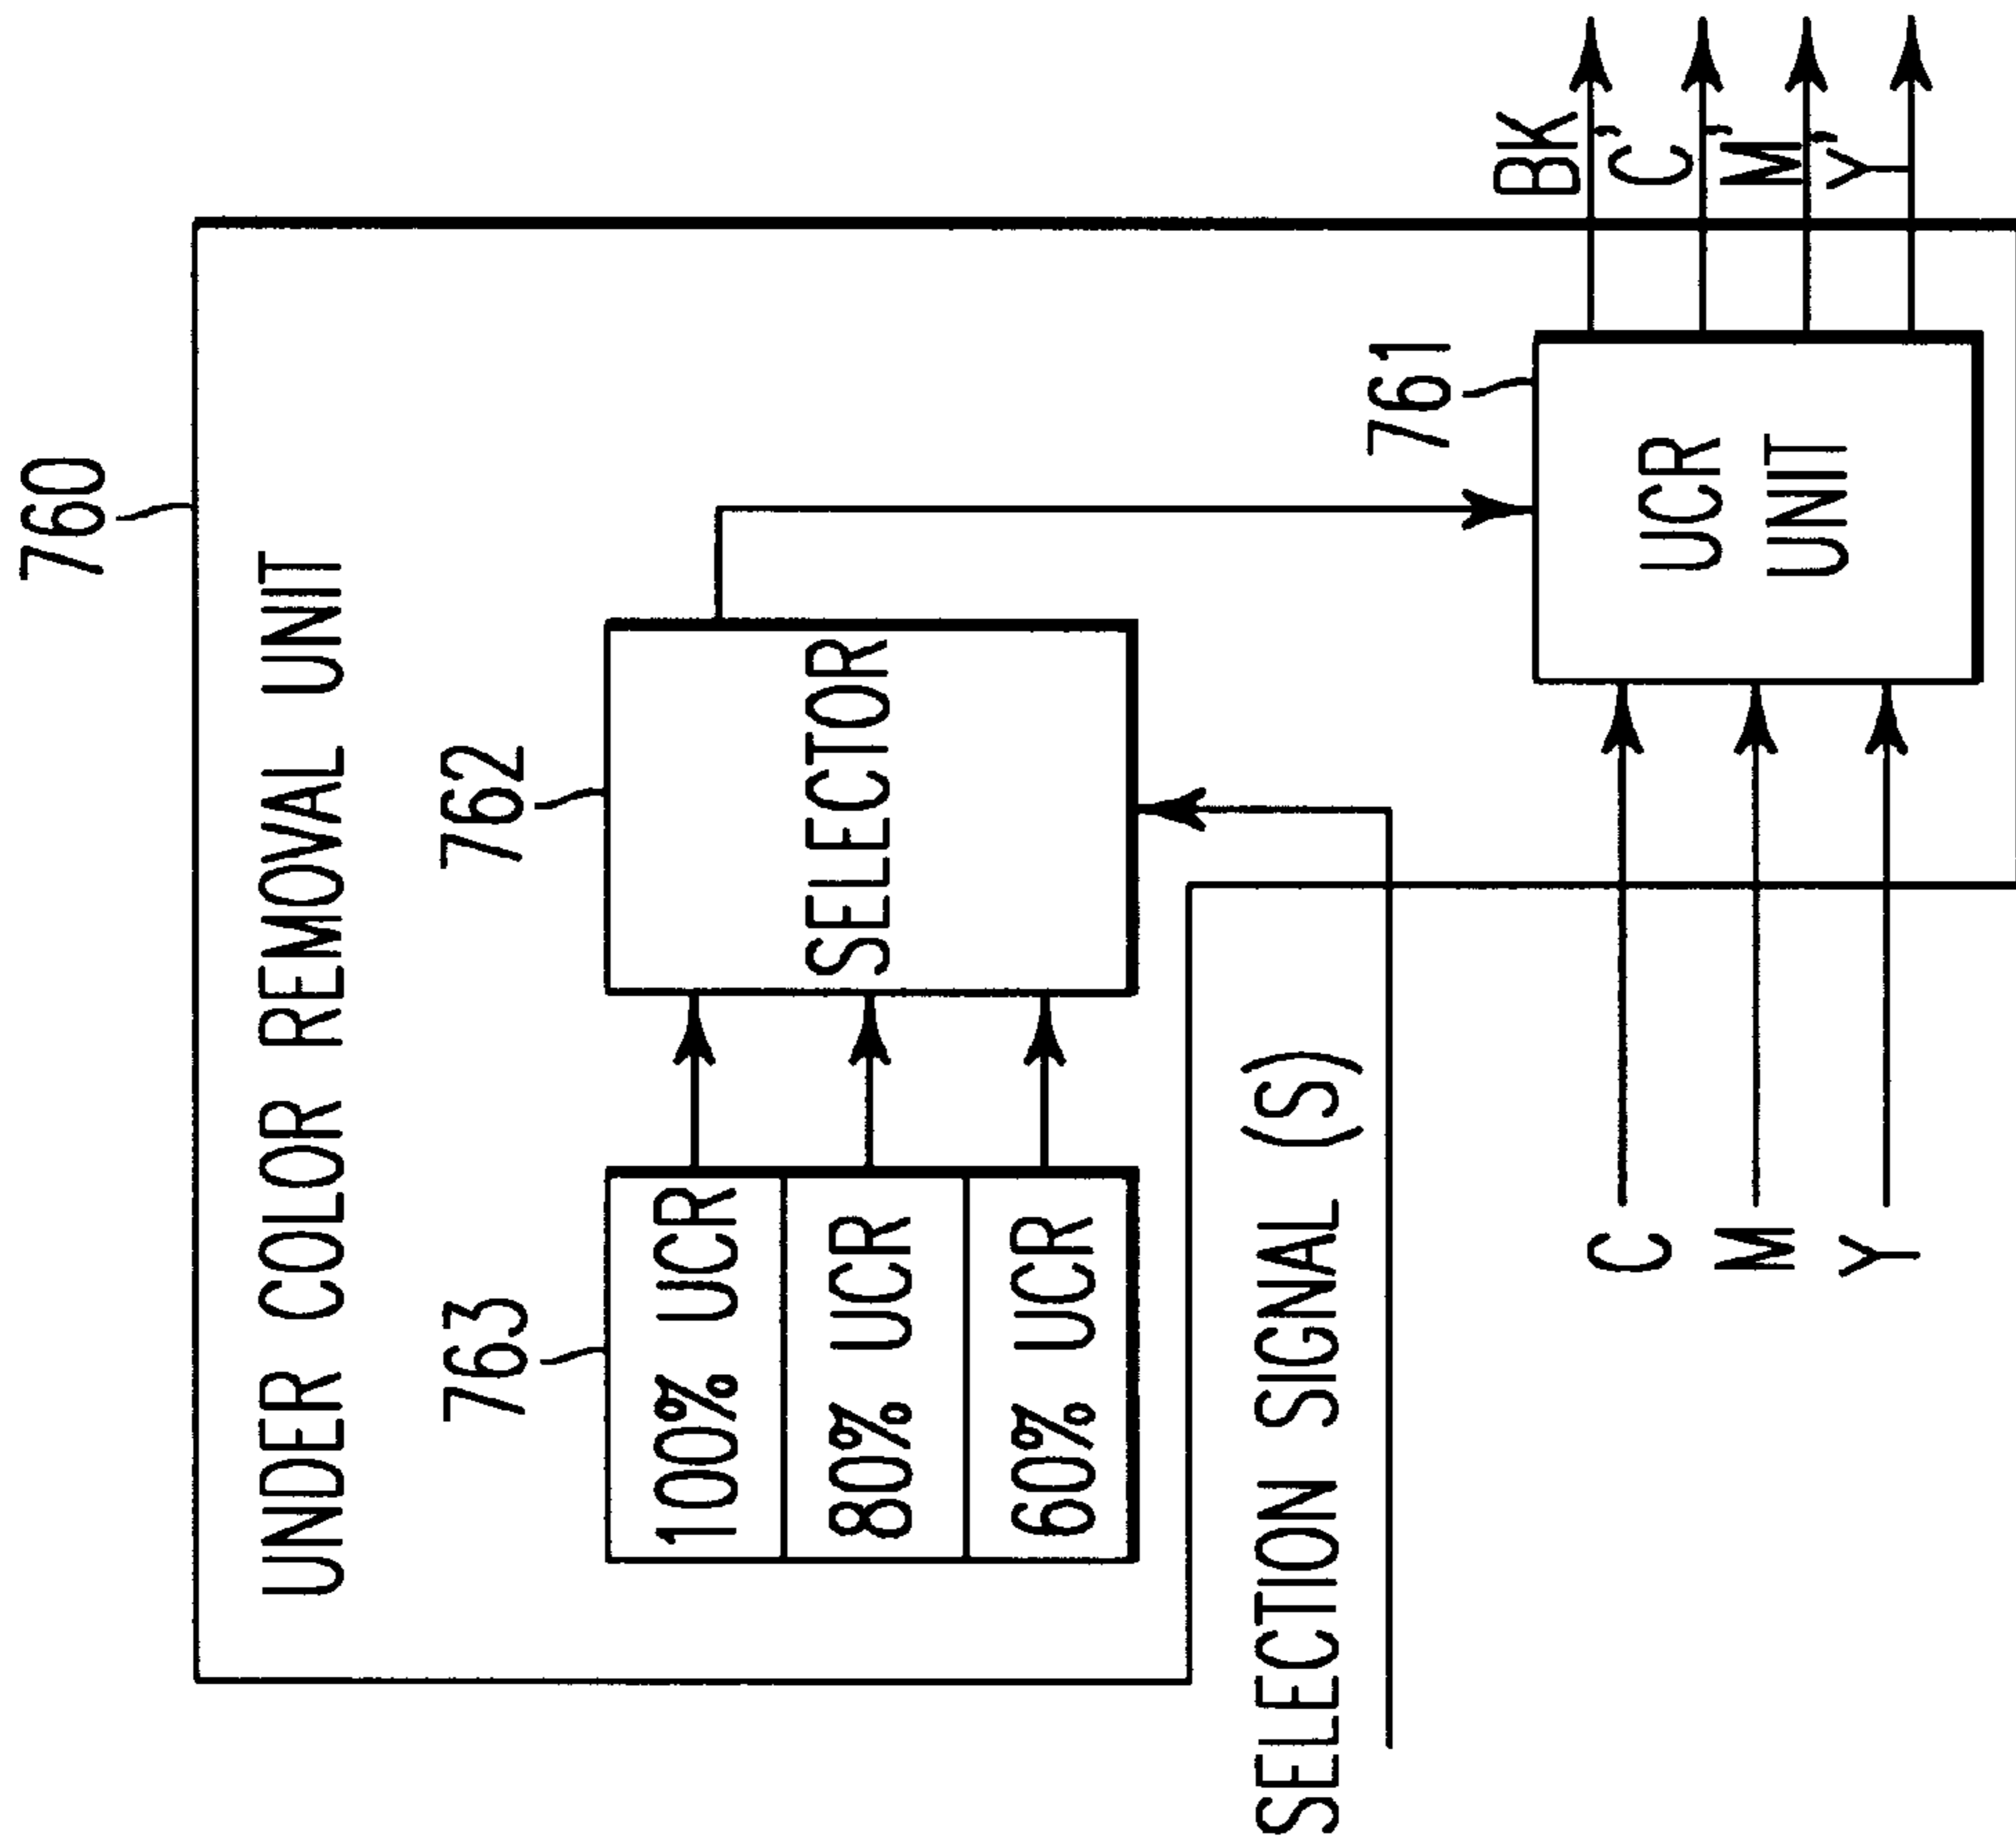 760
UNDER COLOR REMOVAL UNIT
763
762
100% UCR
80% UCR
60% UCR
SELECTOR
SELECTION SIGNAL (S)
761
UCR
UNIT
C
M
Y
BK
C'
M'
Y'